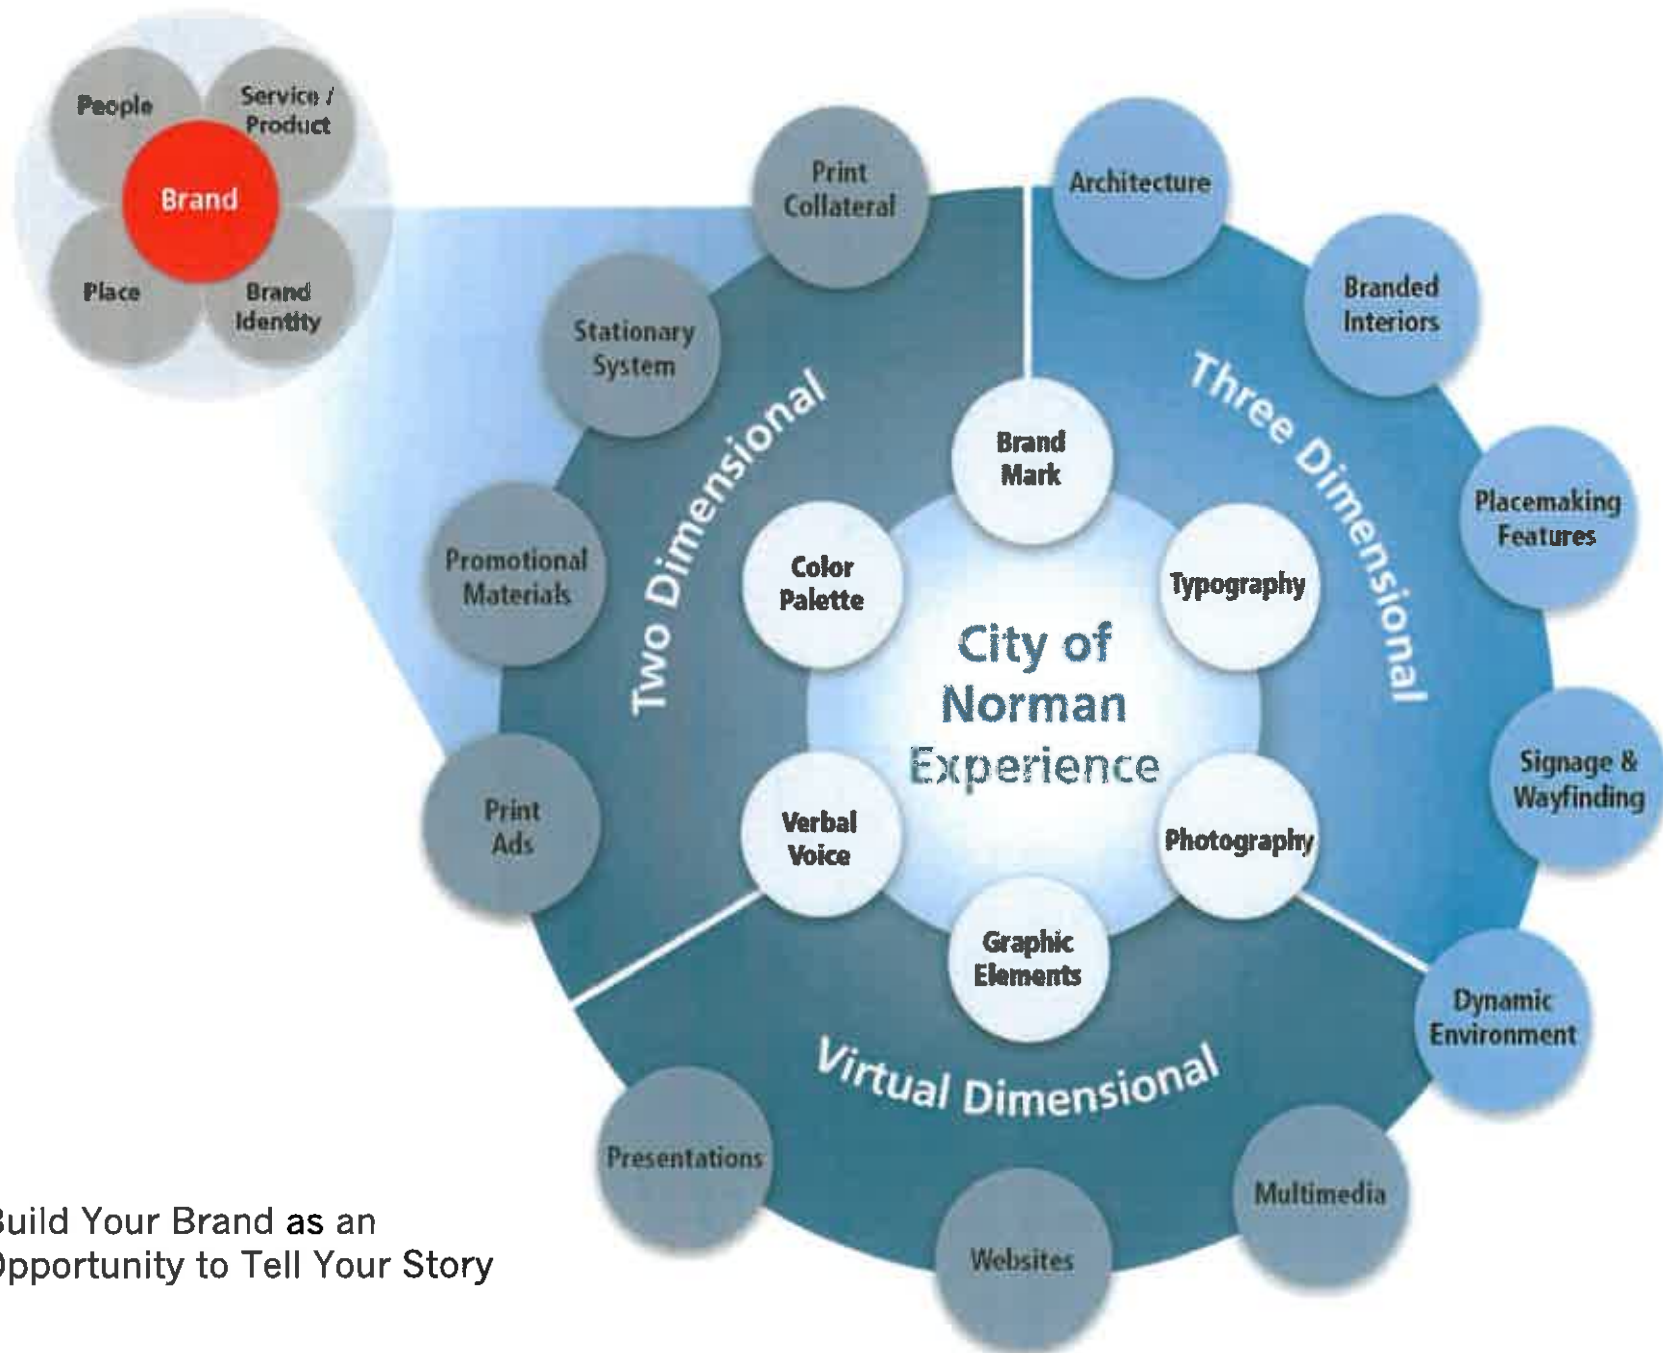 People
Service /
Product
Brand
Place
Brand
Identity
Print
Collateral
Architecture
Stationary
System
Branded
Interiors
Two Dimensional
Three Dimensional
Brand
Mark
Promotional
Materials
Color
Palette
Typography
Placemaking
Features
City of
Norman
Experience
Print
Ads
Verbal
Voice
Photography
Signage &
Wayfinding
Graphic
Elements
Dynamic
Environment
Virtual Dimensional
Presentations
Websites
Multimedia
Build Your Brand as an
Opportunity to Tell Your Story